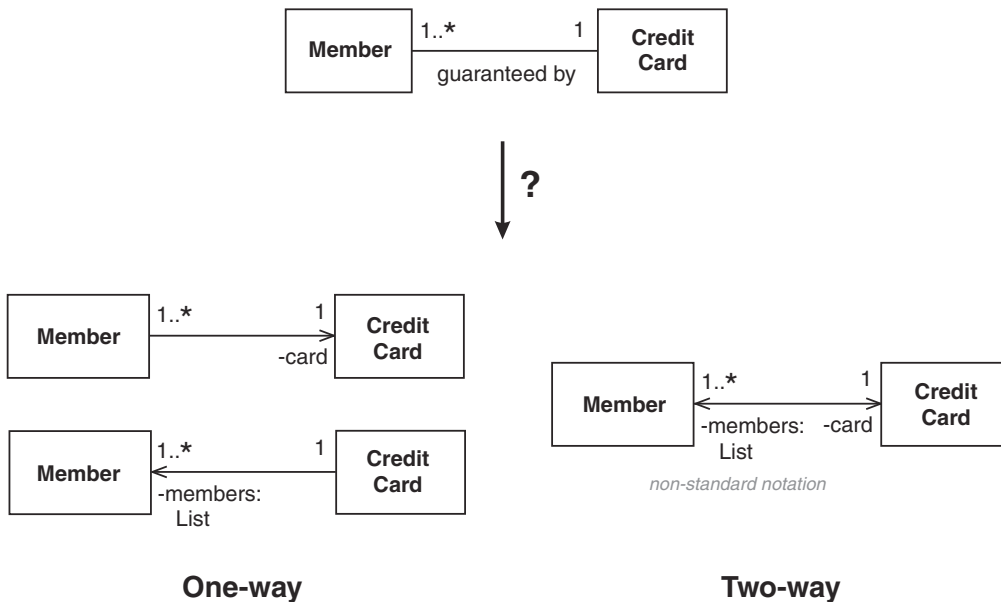 Member
1..*
1
guaranteed by
Credit
Card
?
Member
1..*
1
-card
Credit
Card
Member
1..*
1
-members:
List
Credit
Card
One-way
Member
1..*
1
-members:
List
-card
Credit
Card
non-standard notation
Two-way